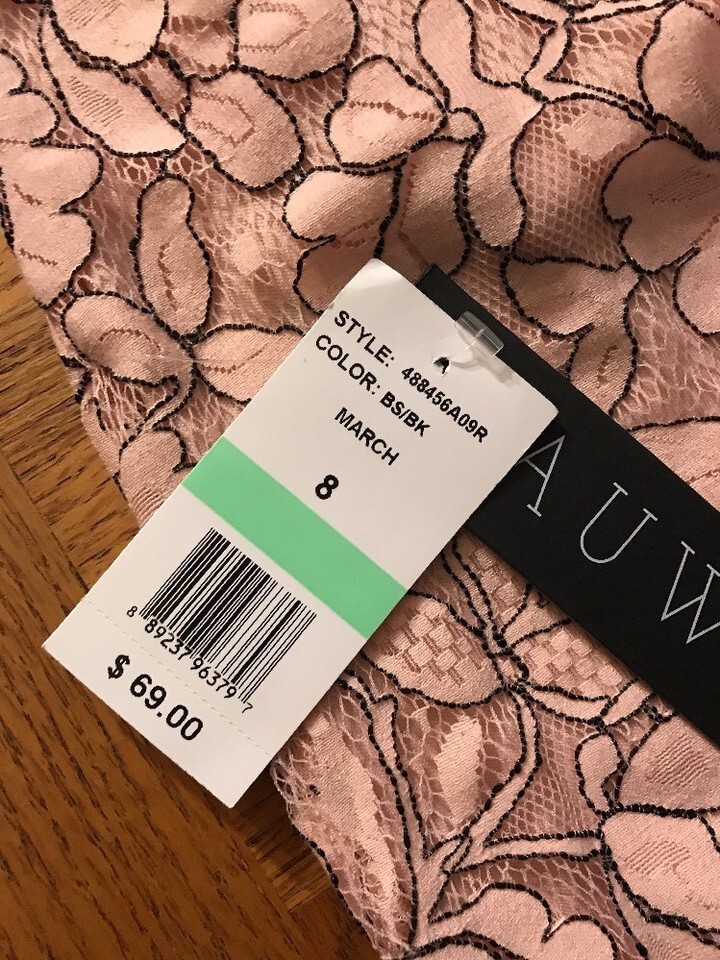 STYLE: 488456A09R
COLOR: BS/BK
MARCH
8
8 89237 96379 7
$ 69.00
AUW